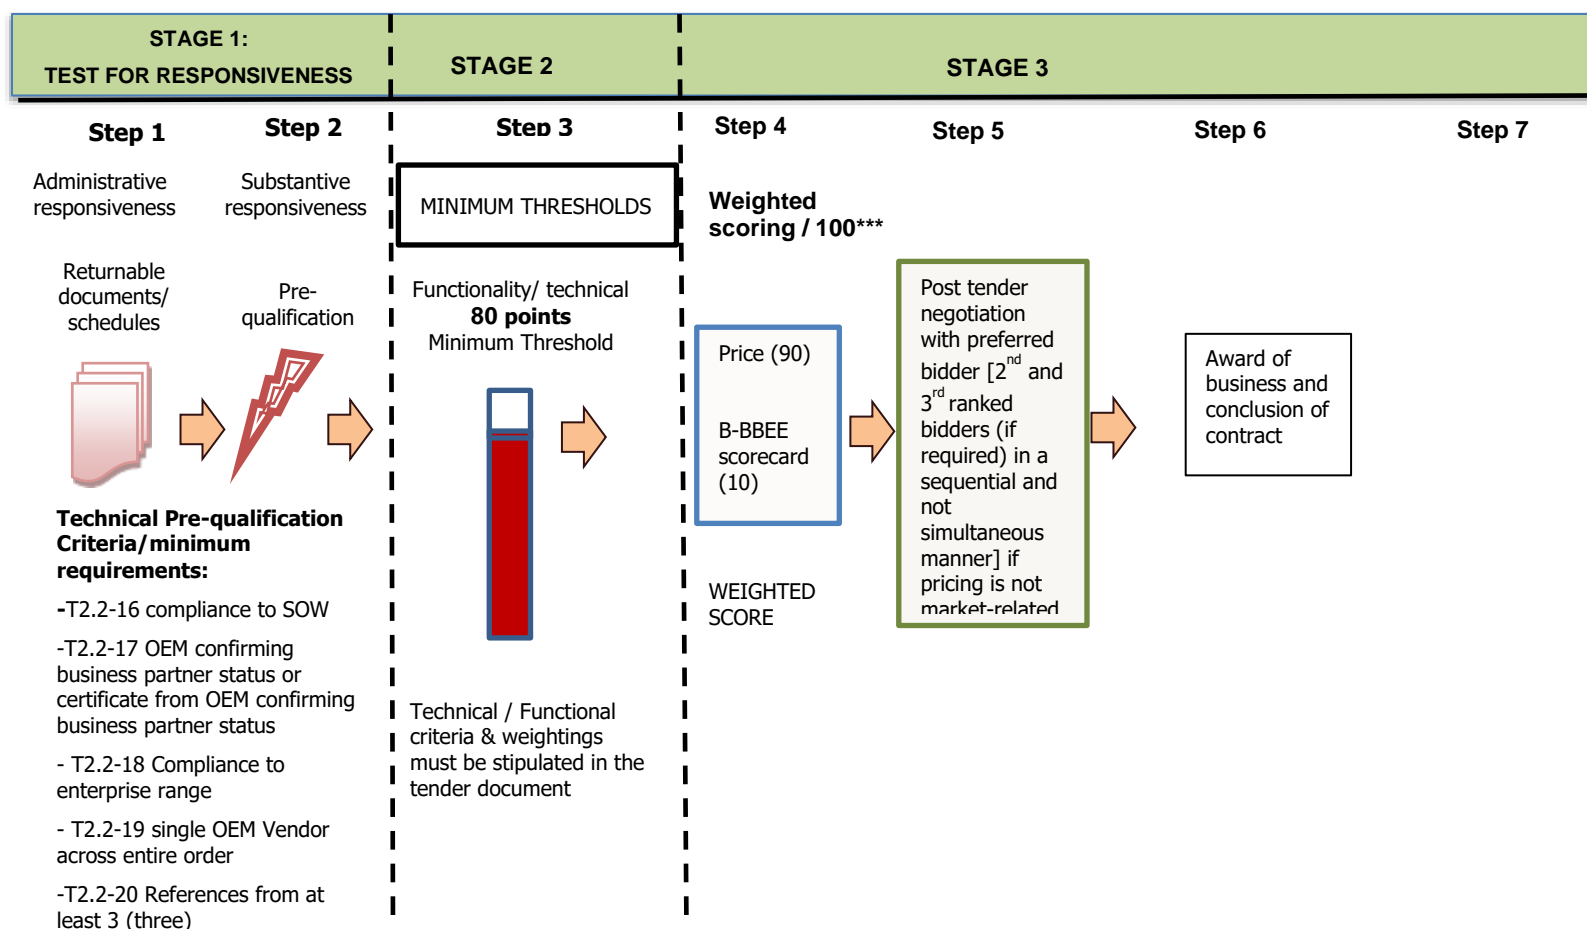 STAGE 1:
TEST FOR RESPONSIVENESS
STAGE 2
STAGE 3
Step 1
Step 2
Step 3
Step 4
Step 5
Step 6
Step 7
Administrative
responsiveness
Substantive
responsiveness
MINIMUM THRESHOLDS
Weighted
scoring / 100***
Returnable
documents/
schedules
Pre-
qualification
Functionality/ technical
80 points
Minimum Threshold
Price (90)
B-BBEE
scorecard
(10)
Post tender
negotiation
with preferred
bidder [2nd and
3rd ranked
bidders (if
required) in a
sequential and
not
simultaneous
manner] if
pricing is not
market-related
Award of
business and
conclusion of
contract
Technical Pre-qualification
Criteria/minimum
requirements:
-T2.2-16 compliance to SOW
-T2.2-17 OEM confirming
business partner status or
certificate from OEM confirming
business partner status
- T2.2-18 Compliance to
enterprise range
- T2.2-19 single OEM Vendor
across entire order
-T2.2-20 References from at
least 3 (three)
WEIGHTED
SCORE
Technical / Functional
criteria & weightings
must be stipulated in the
tender document